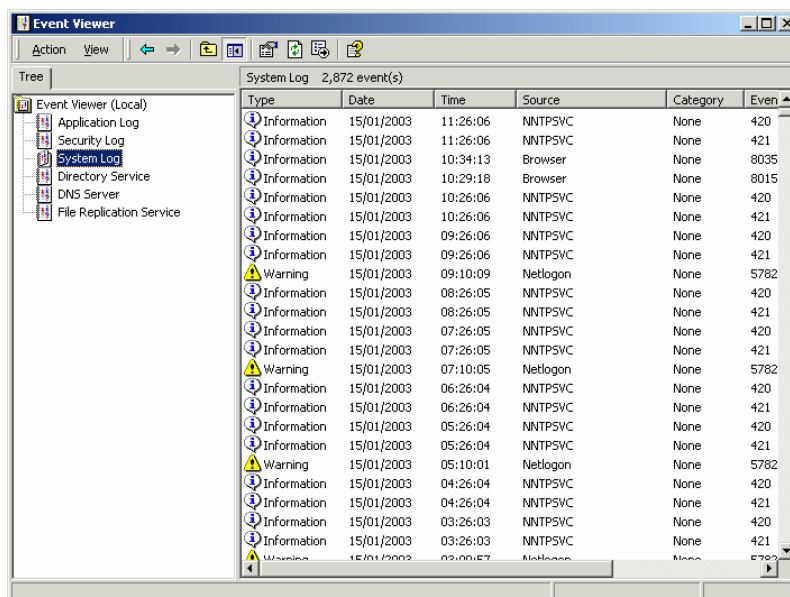 Event Viewer
Action View
Tree
System Log 2,872 event(s)
Event Viewer (Local)
Application Log
Security Log
System Log
Directory Service
DNS Server
File Replication Service
Type Date Time Source Category Even
Information 15/01/2003 11:26:06 NNTPSVC None 420
Information 15/01/2003 11:26:06 NNTPSVC None 421
Information 15/01/2003 10:34:13 Browser None 8035
Information 15/01/2003 10:29:18 Browser None 8015
Information 15/01/2003 10:26:06 NNTPSVC None 420
Information 15/01/2003 10:26:06 NNTPSVC None 421
Information 15/01/2003 09:26:06 NNTPSVC None 420
Information 15/01/2003 09:26:06 NNTPSVC None 421
Warning 15/01/2003 09:10:09 Netlogon None 5782
Information 15/01/2003 08:26:05 NNTPSVC None 420
Information 15/01/2003 08:26:05 NNTPSVC None 421
Information 15/01/2003 07:26:05 NNTPSVC None 420
Information 15/01/2003 07:26:05 NNTPSVC None 421
Warning 15/01/2003 07:10:05 Netlogon None 5782
Information 15/01/2003 06:26:04 NNTPSVC None 420
Information 15/01/2003 06:26:04 NNTPSVC None 421
Information 15/01/2003 05:26:04 NNTPSVC None 420
Information 15/01/2003 05:26:04 NNTPSVC None 421
Warning 15/01/2003 05:10:01 Netlogon None 5782
Information 15/01/2003 04:26:04 NNTPSVC None 420
Information 15/01/2003 04:26:04 NNTPSVC None 421
Information 15/01/2003 03:26:03 NNTPSVC None 420
Information 15/01/2003 03:26:03 NNTPSVC None 421
Warning 15/01/2003 03:09:57 Netlogon None 5782